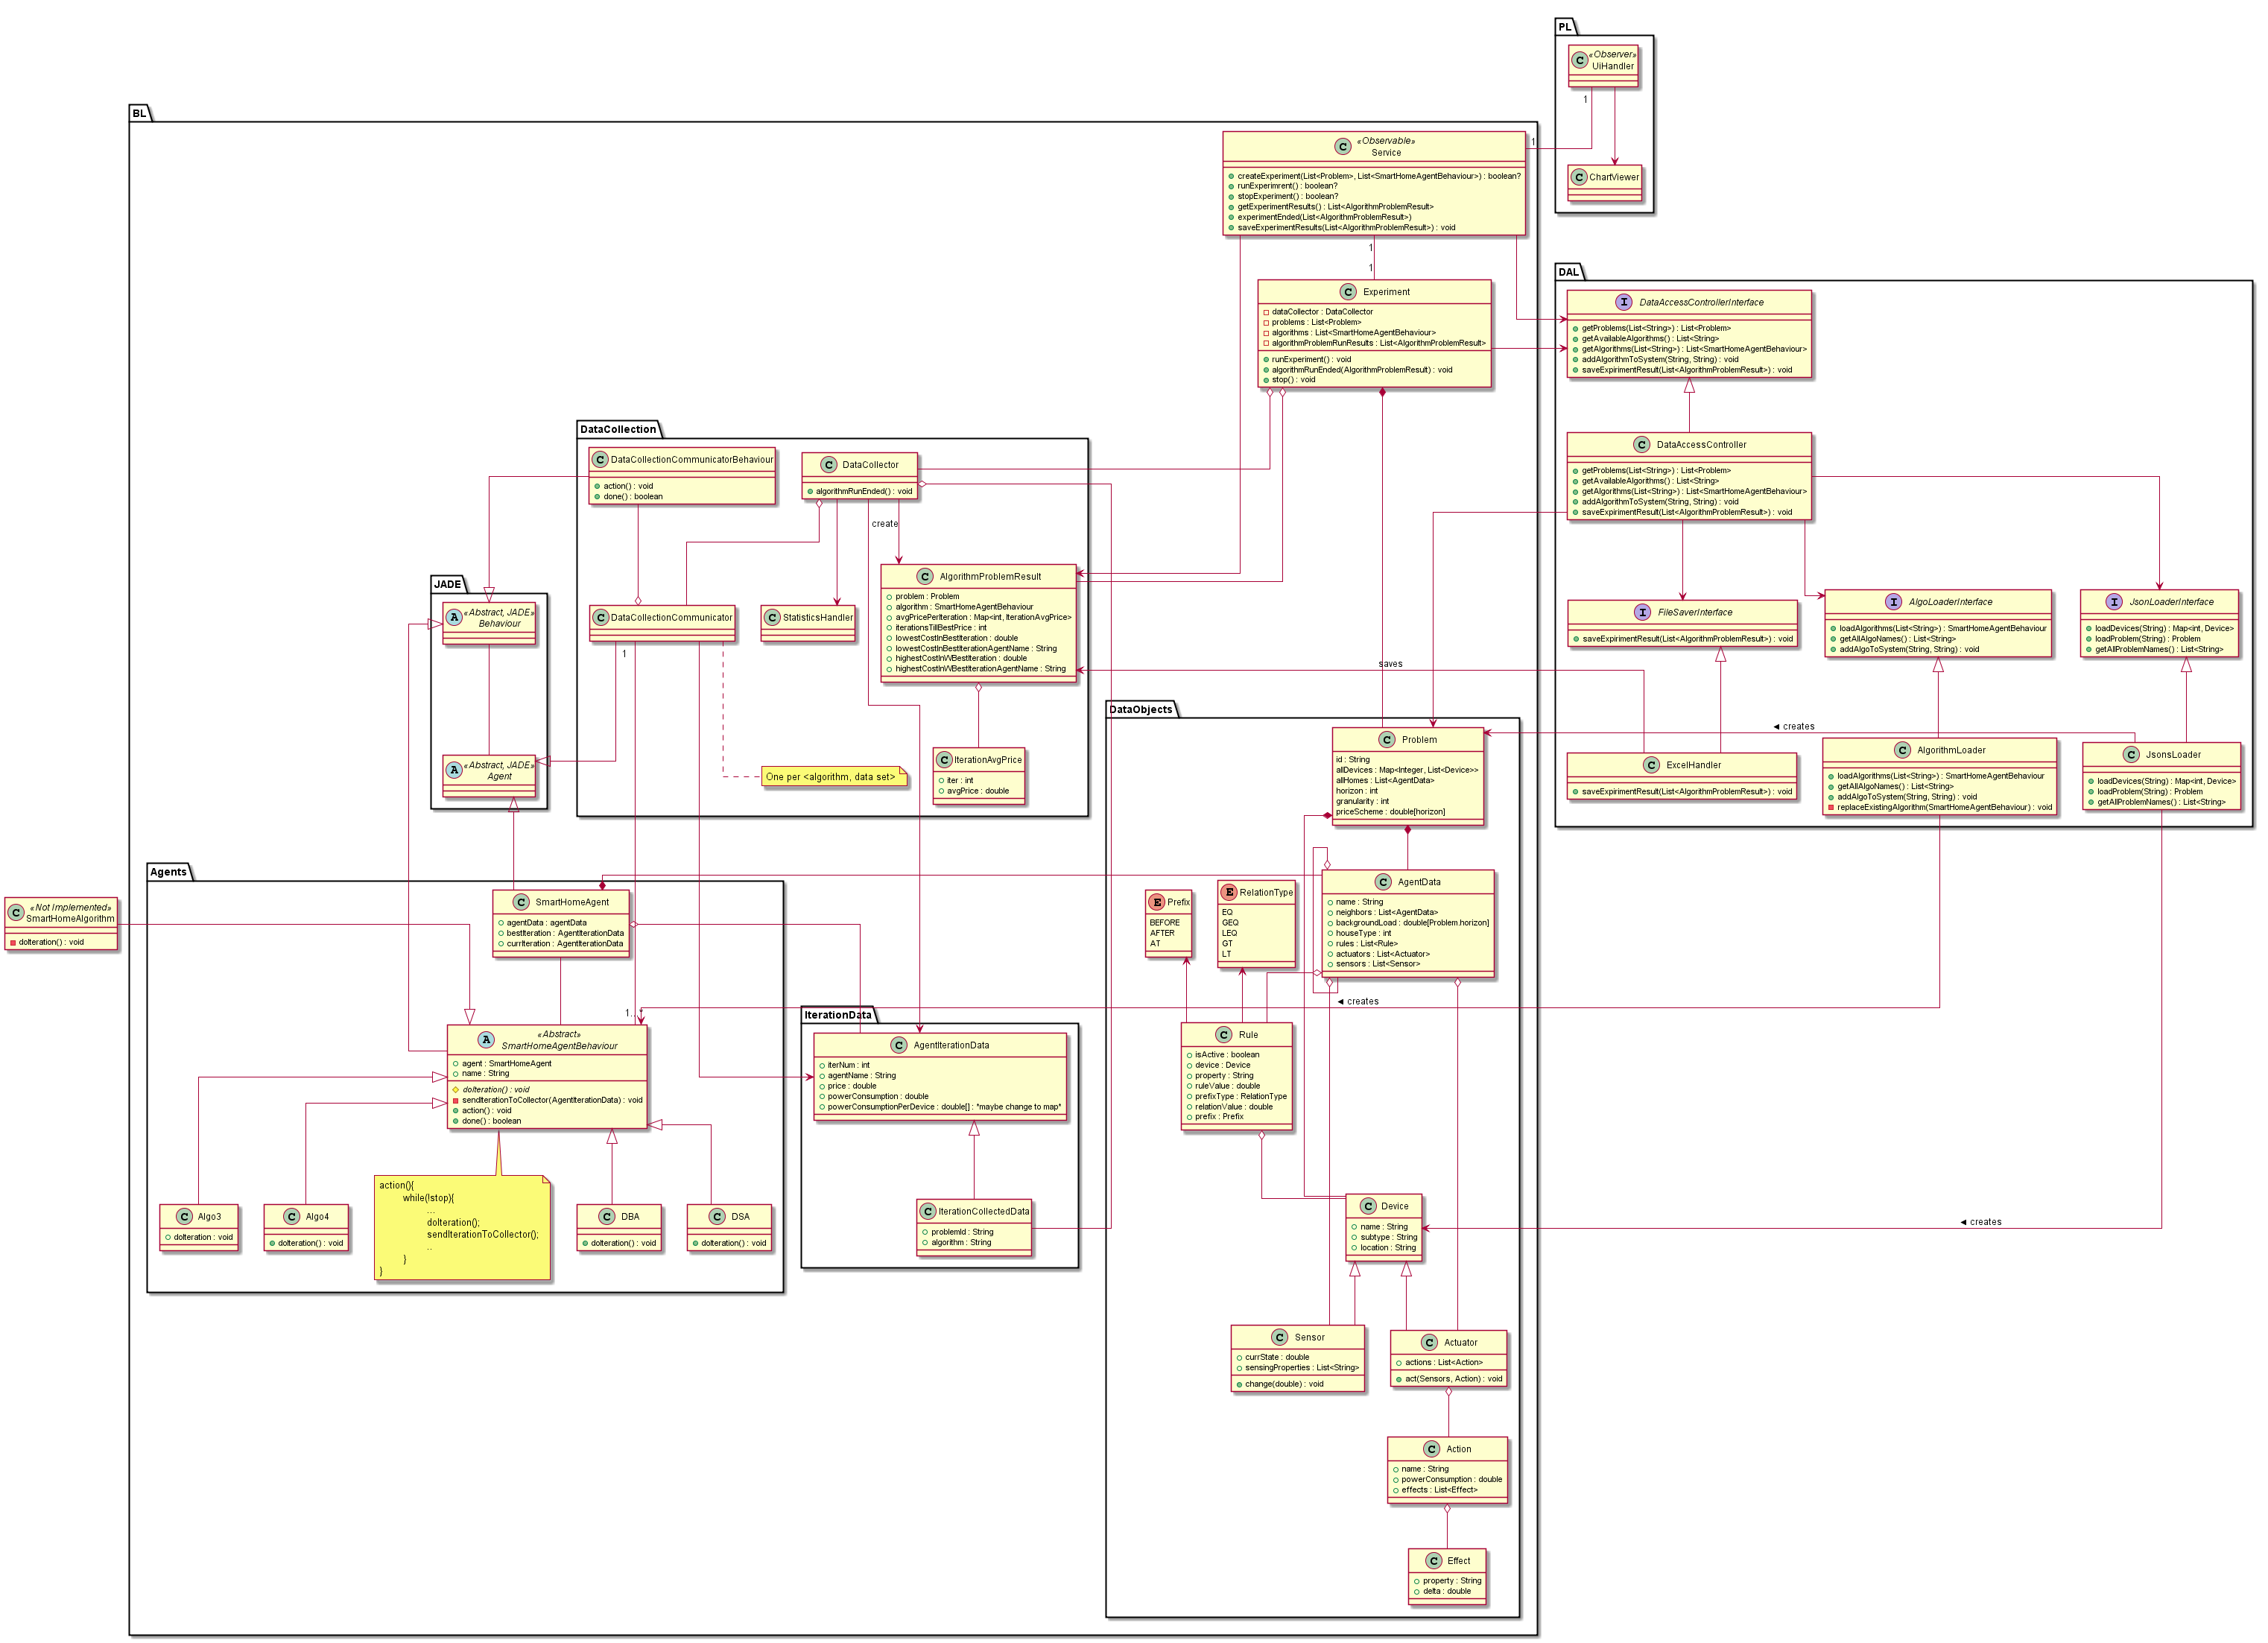 PL
C «Observer»
UiHandler
1
ChartViewer
BL
«Observable»
Service
1
createExperiment(List<Problem>, List<SmartHomeAgentBehaviour>) : boolean?
runExperimrent() : boolean?
stopExperiment() : boolean?
getExperimentResults() : List<AlgorithmProblemResult>
experimentEnded(List<AlgorithmProblemResult>)
saveExperimentResults(List<AlgorithmProblemResult>) : void
1
1
Experiment
dataCollector : DataCollector
problems : List<Problem>
algorithms : List<SmartHomeAgentBehaviour>
algorithmProblemRunResults : List<AlgorithmProblemResult>
runExperiment() : void
algorithmRunEnded(AlgorithmProblemResult) : void
stop() : void
DAL
DataAccessControllerInterface
getProblems(List<String>) : List<Problem>
getAvailableAlgorithms() : List<String>
getAlgorithms(List<String>) : List<SmartHomeAgentBehaviour>
addAlgorithmToSystem(String, String) : void
saveExpirimentResult(List<AlgorithmProblemResult>) : void
DataAccessController
getProblems(List<String>) : List<Problem>
getAvailableAlgorithms() : List<String>
getAlgorithms(List<String>) : List<SmartHomeAgentBehaviour>
addAlgorithmToSystem(String, String) : void
saveExpirimentResult(List<AlgorithmProblemResult>) : void
FileSaverInterface
saveExpirimentResult(List<AlgorithmProblemResult>) : void
AlgoLoaderInterface
loadAlgorithms(List<String>) : SmartHomeAgentBehaviour
getAllAlgoNames() : List<String>
addAlgoToSystem(String, String) : void
JsonLoaderInterface
loadDevices(String) : Map<int, Device>
loadProblem(String) : Problem
getAllProblemNames() : List<String>
saves
◄ creates
ExcelHandler
saveExpirimentResult(List<AlgorithmProblemResult>) : void
AlgorithmLoader
loadAlgorithms(List<String>) : SmartHomeAgentBehaviour
getAllAlgoNames() : List<String>
addAlgoToSystem(String, String) : void
replaceExistingAlgorithm(SmartHomeAgentBehaviour) : void
JsonsLoader
loadDevices(String) : Map<int, Device>
loadProblem(String) : Problem
getAllProblemNames() : List<String>
DataCollection
DataCollectionCommunicatorBehaviour
action() : void
done() : boolean
DataCollector
algorithmRunEnded() : void
create
AlgorithmProblemResult
problem : Problem
algorithm : SmartHomeAgentBehaviour
avgPricePerIteration : Map<int, IterationAvgPrice>
iterationsTillBestPrice : int
lowestCostInBestIteration : double
lowestCostInBestIterationAgentName : String
highestCostInWBestIteration : double
highestCostInWBestIterationAgentName : String
DataCollectionCommunicator
1
StatisticsHandler
One per <algorithm, data set>
IterationAvgPrice
iter : int
avgPrice : double
JADE
«Abstract, JADE»
Behaviour
«Abstract, JADE»
Agent
DataObjects
Problem
id : String
allDevices : Map<Integer, List<Device>>
allHomes : List<AgentData>
horizon : int
granularity : int
priceScheme : double[horizon]
AgentData
name : String
neighbors : List<AgentData>
backgroundLoad : double[Problem.horizon]
houseType : int
rules : List<Rule>
actuators : List<Actuator>
sensors : List<Sensor>
Prefix
BEFORE
AFTER
AT
RelationType
EQ
GEQ
LEQ
GT
LT
◄ creates
Rule
isActive : boolean
device : Device
property : String
ruleValue : double
prefixType : RelationType
relationValue : double
prefix : Prefix
Device
name : String
subtype : String
location : String
◄ creates
Sensor
currState : double
sensingProperties : List<String>
change(double) : void
Actuator
actions : List<Action>
act(Sensors, Action) : void
Action
name : String
powerConsumption : double
effects : List<Effect>
Effect
property : String
delta : double
Agents
«Not Implemented»
SmartHomeAlgorithm
doIteration() : void
SmartHomeAgent
agentData : agentData
bestIteration : AgentIterationData
currIteration : AgentIterationData
1..*
«Abstract»
SmartHomeAgentBehaviour
agent : SmartHomeAgent
name : String
doIteration() : void
sendIterationToCollector(AgentIterationData) : void
action() : void
done() : boolean
Algo3
doIteration : void
Algo4
doIteration() : void
action(){
while(!stop){
...
doIteration();
sendIterationToCollector();
..
}
}
DBA
doIteration() : void
DSA
doIteration() : void
IterationData
AgentIterationData
iterNum : int
agentName : String
price : double
powerConsumption : double
powerConsumptionPerDevice : double[] : *maybe change to map*
IterationCollectedData
problemId : String
algorithm : String